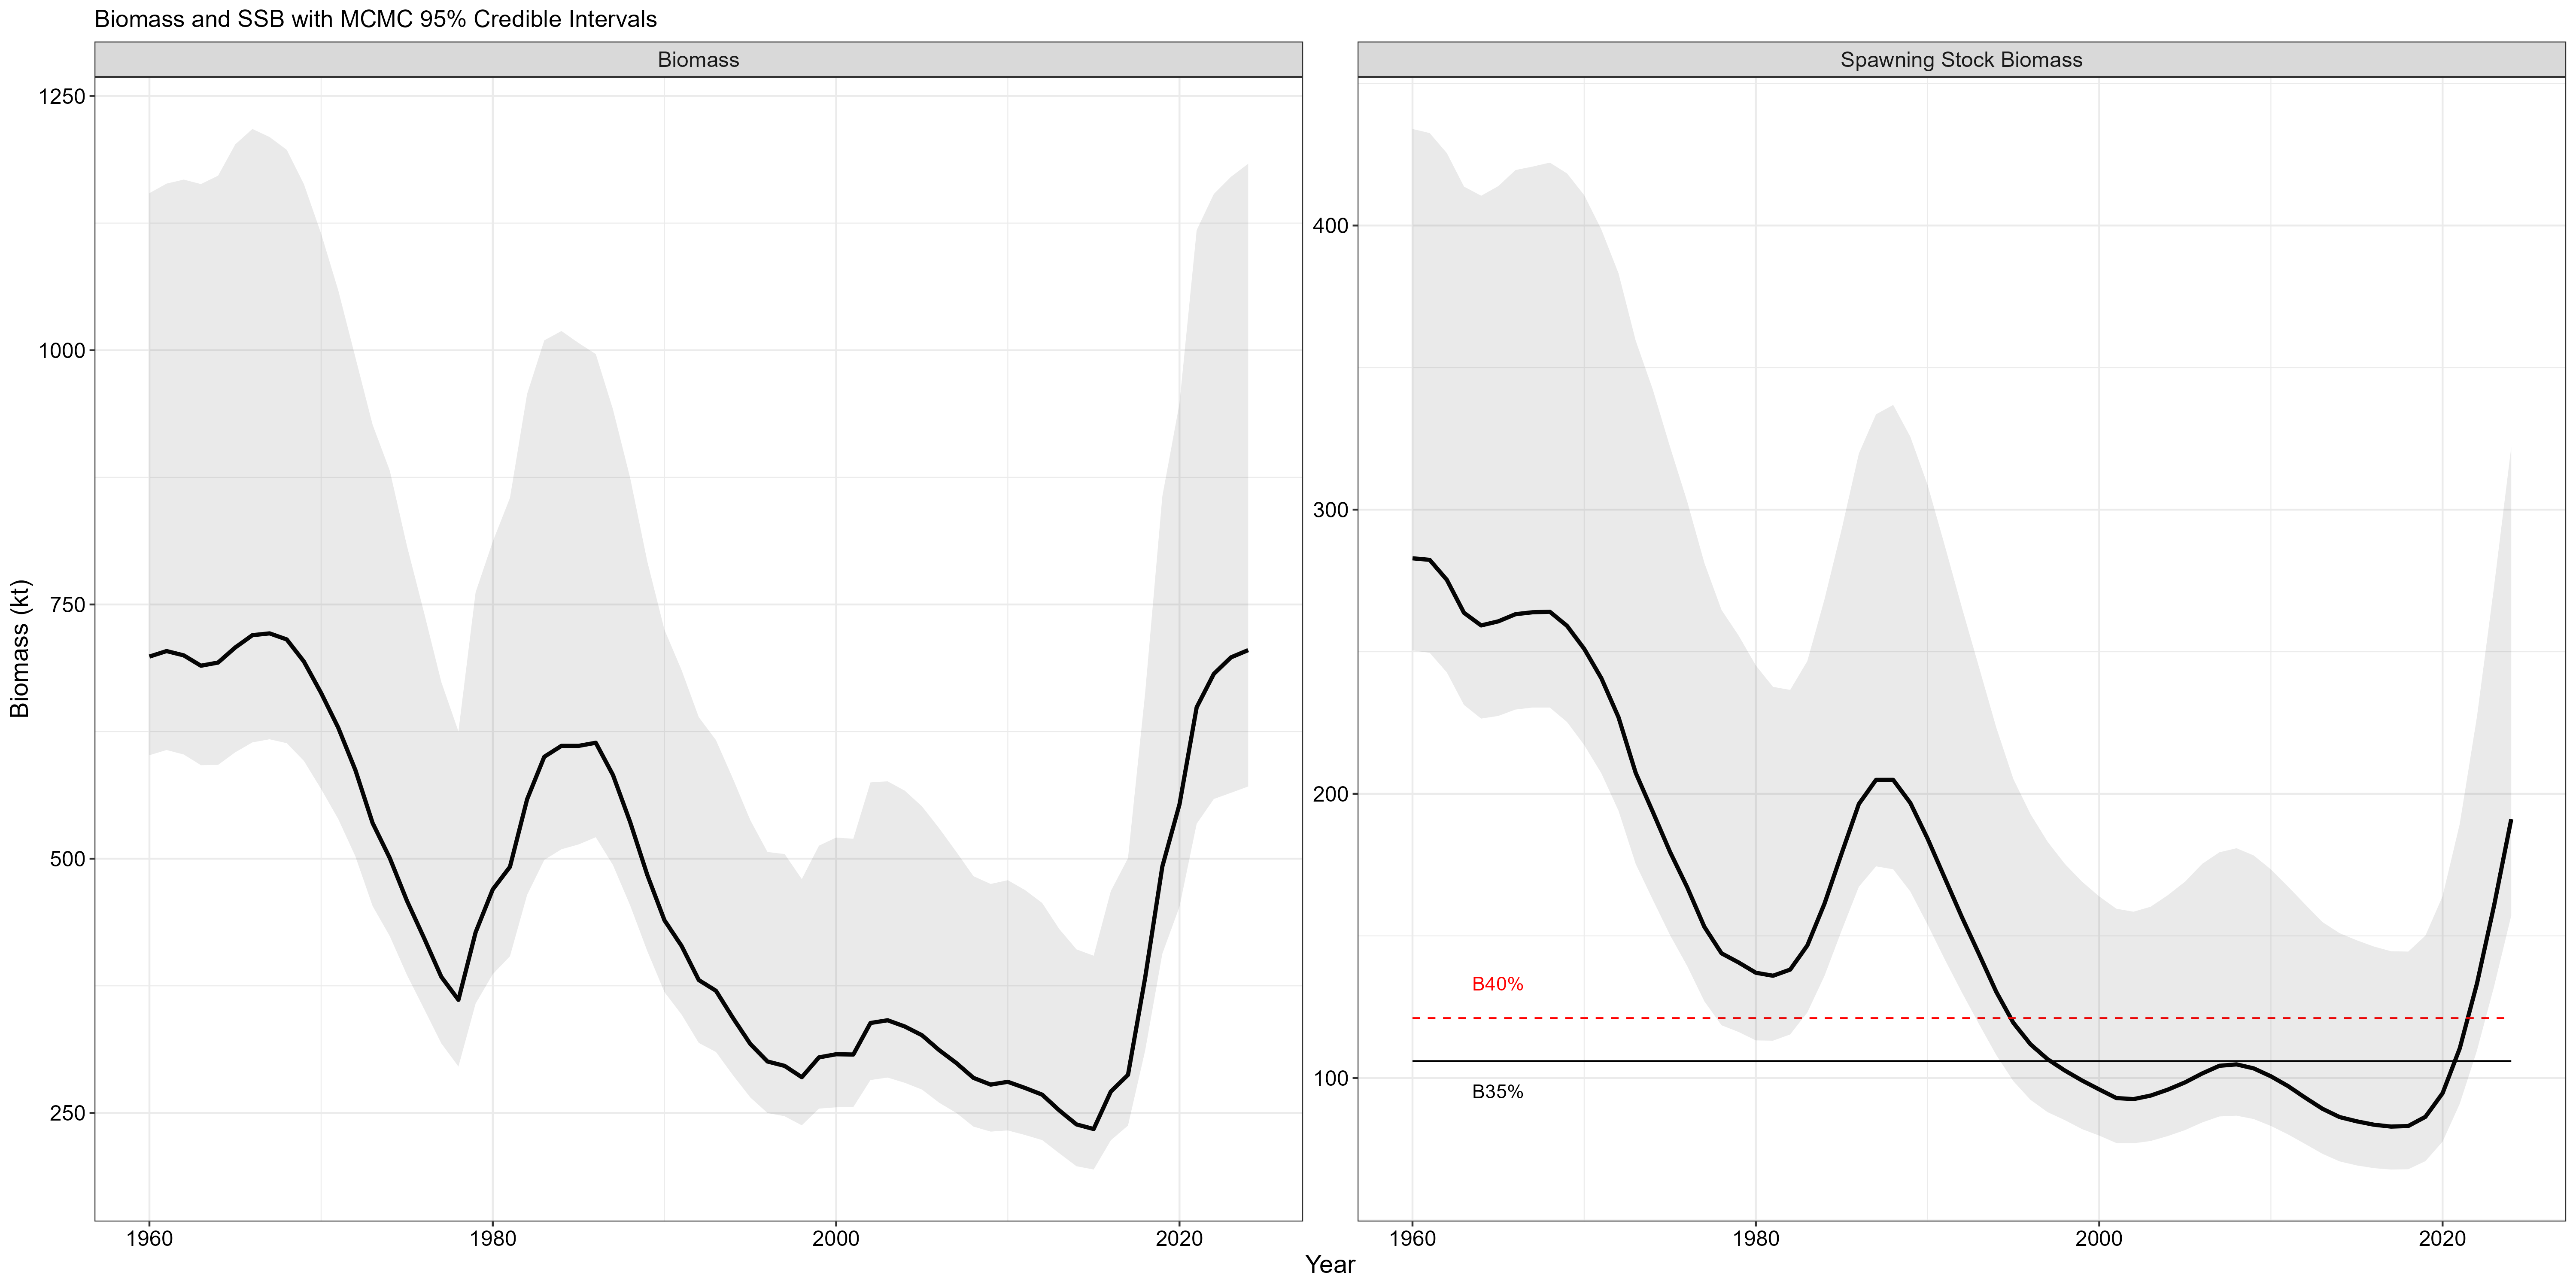 Biomass and SSB with MCMC 95% Credible Intervals
Biomass
Spawning Stock Biomass
Biomass (kt)
1250
1000
750
500
250
1960
1980
2000
2020
400
300
200
100
B40%
B35%
1960
1980
2000
2020
Year